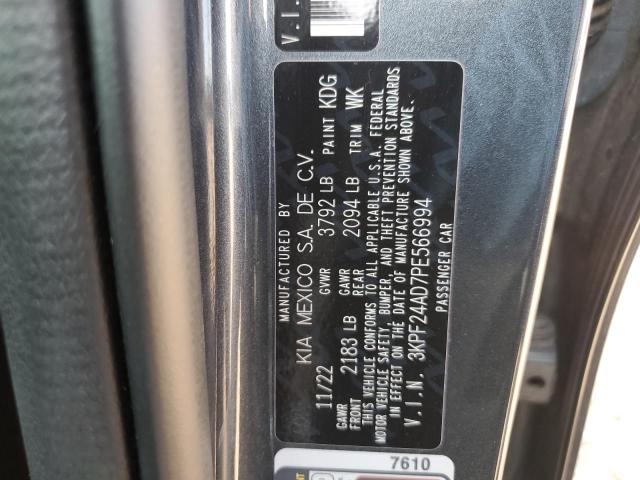 V.I.
MANUFACTURED BY
KIA MEXICO S.A. DE C.V.
11/22 GVWR 3792 LB PAINT KDG
GAWR FRONT 2183 LB GAWR REAR 2094 LB TRIM WK
THIS VEHICLE CONFORMS TO ALL APPLICABLE U.S.A. FEDERAL
MOTOR VEHICLE SAFETY, BUMPER, AND THEFT PREVENTION STANDARDS
IN EFFECT ON THE DATE OF MANUFACTURE SHOWN ABOVE.
V.I.N. 3KPF24AD7PE566994
PASSENGER CAR
7610